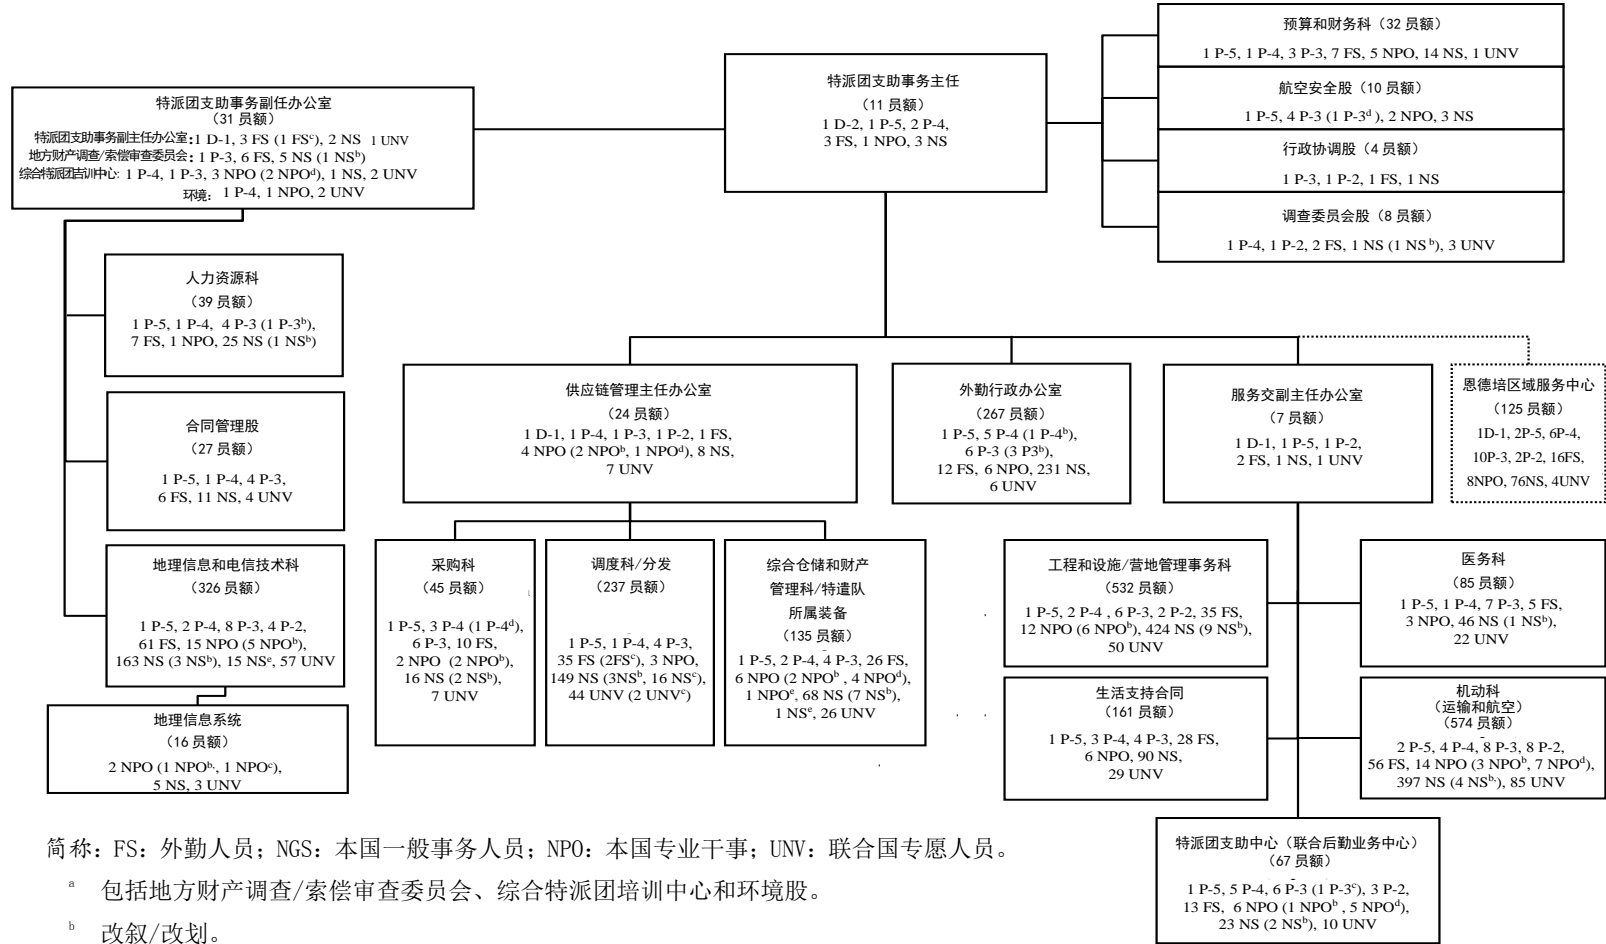 预算和财务科（32 员额）
1 P-5, 1 P-4, 3 P-3, 7 FS, 5 NPO, 14 NS, 1 UNV
航空安全股（10 员额）
1 P-5, 4 P-3 (1 P-3ᵈ ), 2 NPO, 3 NS
行政协调股（4 员额）
1 P-3, 1 P-2, 1 FS, 1 NS
调查委员会股（8 员额）
1 P-4, 1 P-2, 2 FS, 1 NS (1 NS ᵇ), 3 UNV
特派团支助事务主任
（11 员额）
1 D-2, 1 P-5, 2 P-4,
3 FS, 1 NPO, 3 NS
特派团支助事务副任办公室
（31 员额）
特派团支助事务副主任办公室：1 D-1, 3 FS (1 FSᶜ), 2 NS 1 UNV
地方财产调查/索偿审查委员会：1 P-3, 6 FS, 5 NS (1 NSᵇ)
综合特派团吉训中心: 1 P-4, 1 P-3, 3 NPO (2 NPOᵈ), 1 NS, 2 UNV
环境： 1 P-4, 1 NPO, 2 UNV
人力资源科
（39 员额）
1 P-5, 1 P-4, 4 P-3 (1 P-3ᵇ),
7 FS, 1 NPO, 25 NS (1 NSᵇ)
合同管理股
（27 员额）
1 P-5, 1 P-4, 4 P-3,
6 FS, 11 NS, 4 UNV
地理信息和电信技术科
（326 员额）
1 P-5, 2 P-4, 8 P-3, 4 P-2,
61 FS, 15 NPO (5 NPOᵇ),
163 NS (3 NSᵇ), 15 NSᵉ, 57 UNV
地理信息系统
（16 员额）
2 NPO (1 NPOᵇ·, 1 NPOᶜ),
5 NS, 3 UNV
供应链管理主任办公室
（24 员额）
1 D-1, 1 P-4, 1 P-3, 1 P-2, 1 FS,
4 NPO (2 NPOᵇ, 1 NPOᵈ), 8 NS,
7 UNV
外勤行政办公室
（267 员额）
1 P-5, 5 P-4 (1 P-4ᵇ),
6 P-3 (3 P3ᵇ),
12 FS, 6 NPO, 231 NS,
6 UNV
服务交副主任办公室
（7 员额）
1 D-1, 1 P-5, 1 P-2,
2 FS, 1 NS, 1 UNV
恩德培区域服务中心
（125 员额）
1D-1, 2P-5, 6P-4,
10P-3, 2P-2, 16FS,
8NPO, 76NS, 4UNV
采购科
（45 员额）
1 P-5, 3 P-4 (1 P-4ᵈ),
6 P-3, 10 FS,
2 NPO (2 NPOᵇ),
16 NS (2 NSᵇ),
7 UNV
调度科/分发
（237 员额）
1 P-5, 1 P-4, 4 P-3,
35 FS (2FSᶜ), 3 NPO,
149 NS (3NSᵇ, 16 NSᶜ),
44 UNV (2 UNVᶜ)
综合仓储和财产
管理科/特遣队
所属装备
（135 员额）
1 P-5, 2 P-4, 4 P-3, 26 FS,
6 NPO (2 NPOᵇ , 4 NPOᵈ),
1 NPOᵉ, 68 NS (7 NSᵇ),
1 NSᵉ, 26 UNV
工程和设施/营地管理事务科
（532 员额）
1 P-5, 2 P-4 , 6 P-3, 2 P-2, 35 FS,
12 NPO (6 NPOᵇ), 424 NS (9 NSᵇ),
50 UNV
医务科
（85 员额）
1 P-5, 1 P-4, 7 P-3, 5 FS,
3 NPO, 46 NS (1 NSᵇ),
22 UNV
生活支持合同
（161 员额）
1 P-5, 3 P-4, 4 P-3, 28 FS,
6 NPO, 90 NS,
29 UNV
机动科
（运输和航空）
（574 员额）
2 P-5, 4 P-4, 8 P-3, 8 P-2,
56 FS, 14 NPO (3 NPOᵇ, 7 NPOᵈ),
397 NS (4 NSᵇ·), 85 UNV
特派团支助中心（联合后勤业务中心）
（67 员额）
1 P-5, 5 P-4, 6 P-3 (1 P-3ᶜ), 3 P-2,
13 FS, 6 NPO (1 NPOᵇ , 5 NPOᵈ),
23 NS (2 NSᵇ), 10 UNV
简称：FS：外勤人员；NGS：本国一般事务人员；NPO：本国专业干事；UNV：联合国专愿人员。
ᵃ 包括地方财产调查/索偿审查委员会、综合特派团培训中心和环境股。
ᵇ 改叙/改划。